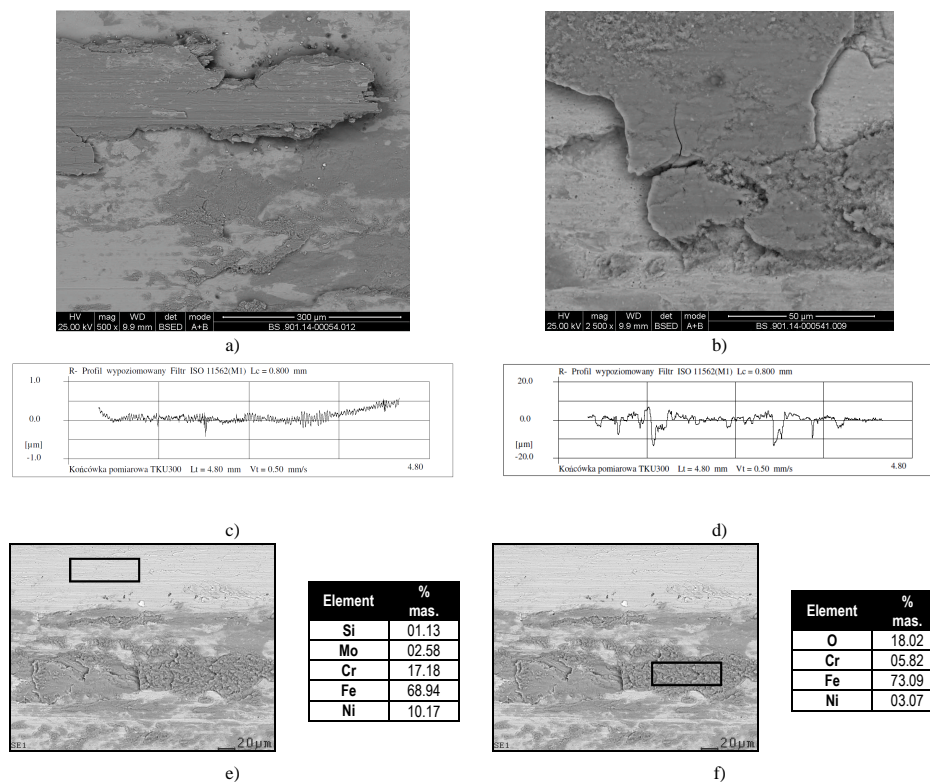 HV mag WD det mode 300 µm
25.00 kV 500 x 9.9 mm BSED A+B BS .901.14-00054.012
a)
HV mag WD det mode 50 µm
25.00 kV 2 500 x 9.9 mm BSED A+B BS .901.14-000541.009
b)
R- Profil wypoziomowany Filtr ISO 11562(M1) Lc = 0.800 mm
1.0
0.0
[µm]
-1.0
4.80
Końcówka pomiarowa TKU300 Lt = 4.80 mm Vt = 0.50 mm/s
c)
R- Profil wypoziomowany Filtr ISO 11562(M1) Lc = 0.800 mm
20.0
0.0
[µm]
-20.0
4.80
Końcówka pomiarowa TKU300 Lt = 4.80 mm Vt = 0.50 mm/s
d)
SE1 20µm
Element % mas.
Si 01.13
Mo 02.58
Cr 17.18
Fe 68.94
Ni 10.17
e)
SE1 20µm
Element % mas.
O 18.02
Cr 05.82
Fe 73.09
Ni 03.07
f)